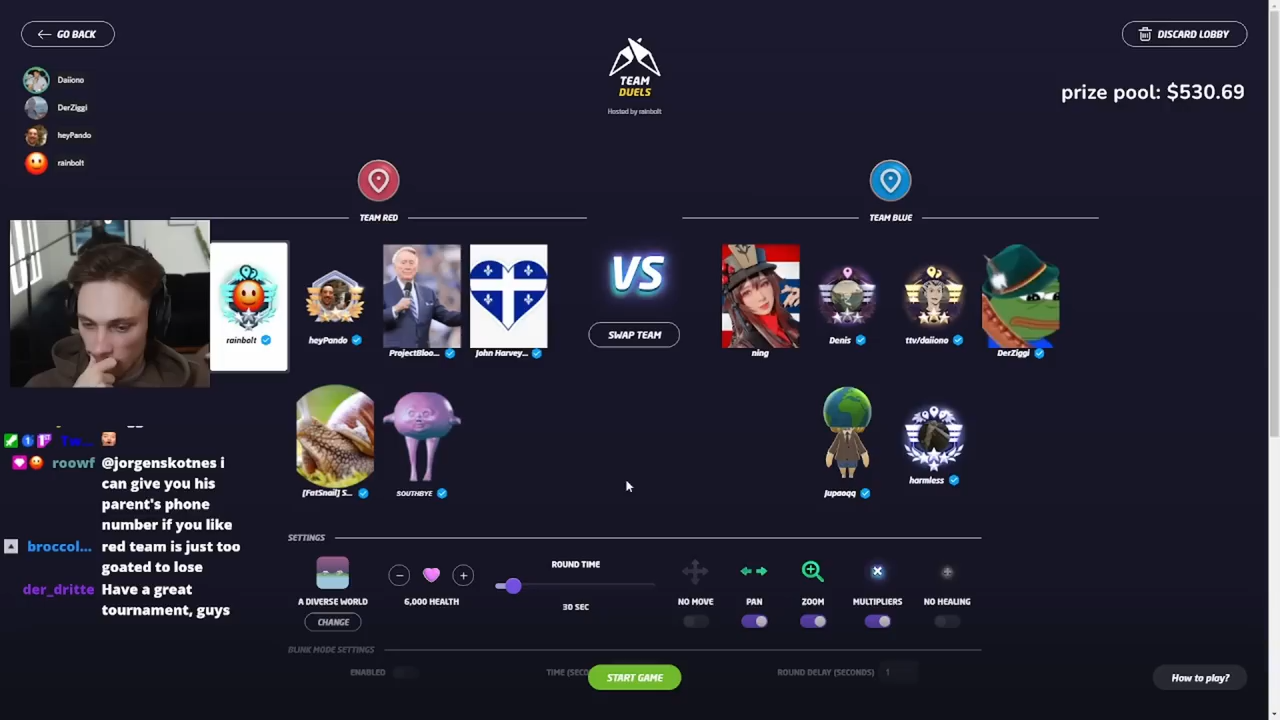 GO BACK
DISCARD LOBBY
Daiiono
DerZiggi
heyPando
rainbolt
TEAM
DUELS
Hosted by rainbolt
prize pool: $530.69
TEAM RED
TEAM BLUE
VS
SWAP TEAM
rainbolt
heyPando
ProjectBloo...
John Harvey...
ning
Denis
ttv/daiiono
DerZiggi
[FatSnail] S...
SOUTHBYE
Jupaoqq
harmless
roowf @jorgenskotnes i
can give you his
parent's phone
number if you like
broccol... red team is just too
goated to lose
der_dritte Have a great
tournament, guys
SETTINGS
A DIVERSE WORLD
CHANGE
6,000 HEALTH
ROUND TIME
30 SEC
NO MOVE
PAN
ZOOM
MULTIPLIERS
NO HEALING
BLINK MODE SETTINGS
ENABLED
TIME (SECO
ROUND DELAY (SECONDS) 1
START GAME
How to play?